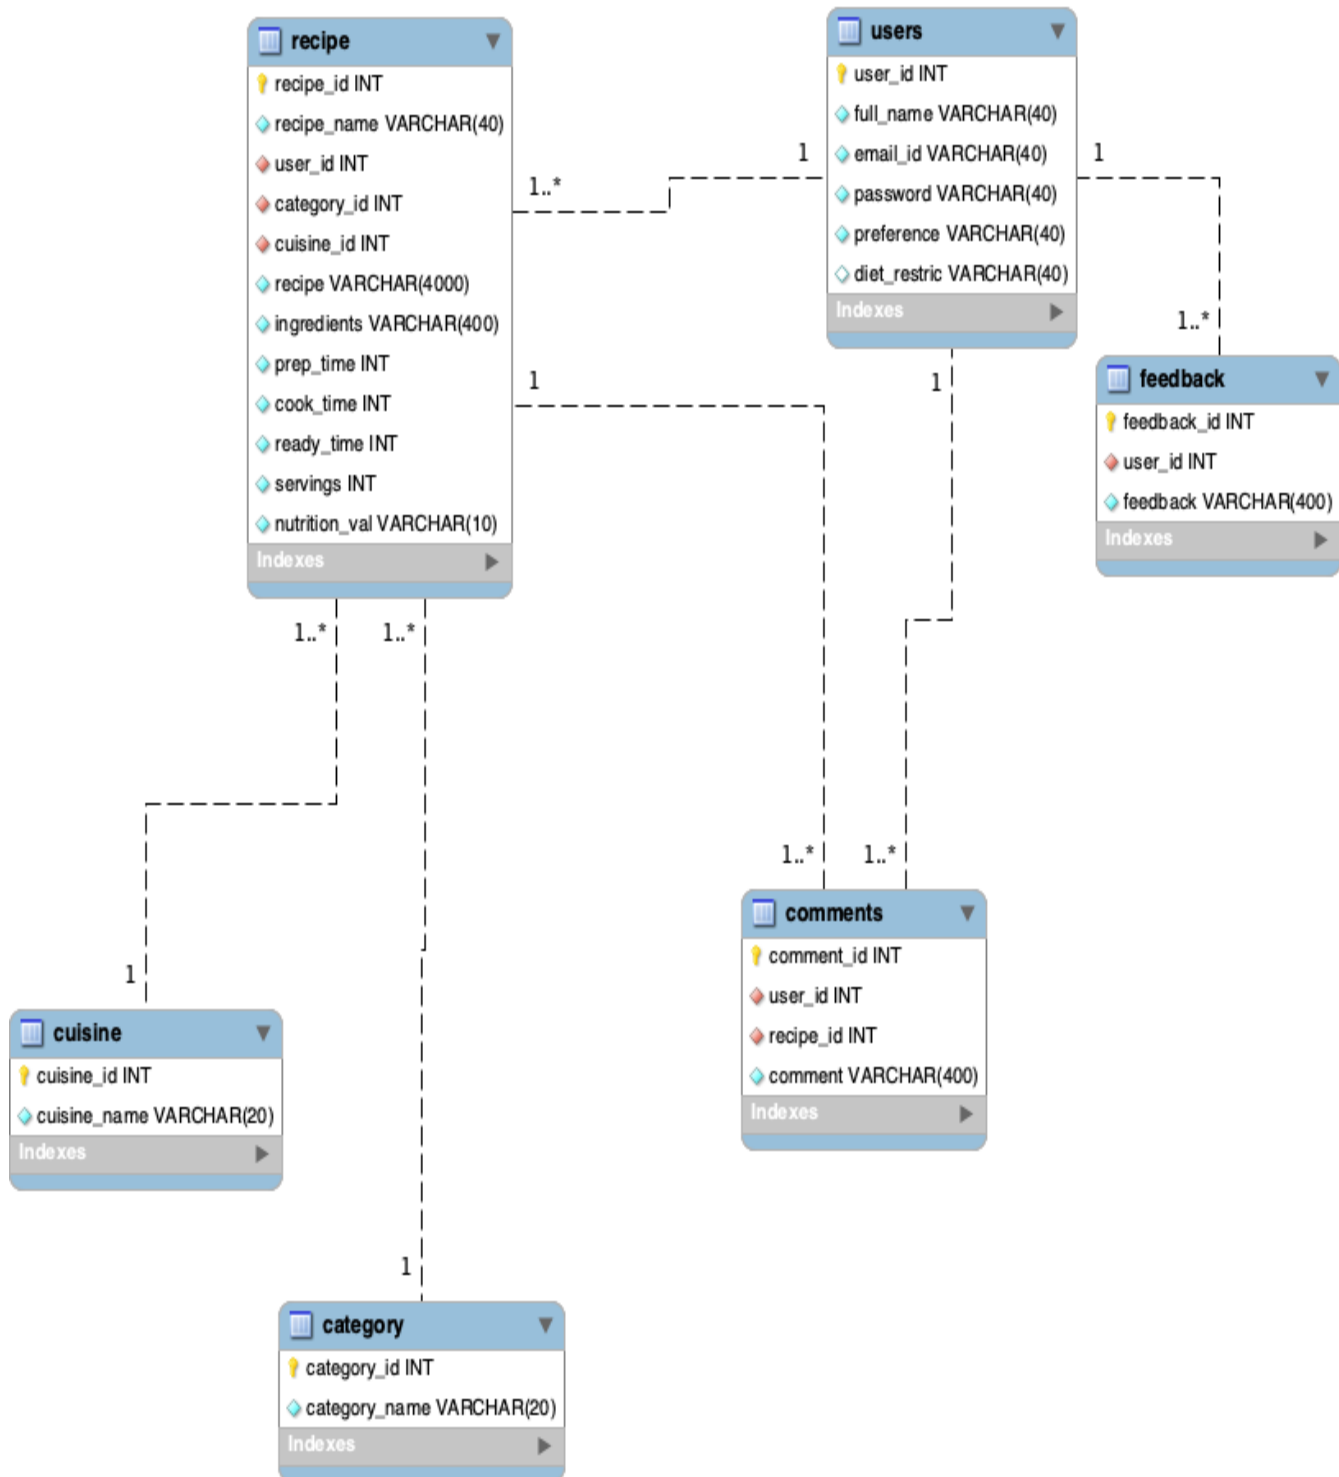 recipe
recipe_id INT
recipe_name VARCHAR(40)
user_id INT
category_id INT
cuisine_id INT
recipe VARCHAR(4000)
ingredients VARCHAR(400)
prep_time INT
cook_time INT
ready_time INT
servings INT
nutrition_val VARCHAR(10)
Indexes
users
user_id INT
full_name VARCHAR(40)
email_id VARCHAR(40)
password VARCHAR(40)
preference VARCHAR(40)
diet_restric VARCHAR(40)
Indexes
1..*
1
1
1..*
1
1
feedback
feedback_id INT
user_id INT
feedback VARCHAR(400)
Indexes
1..*
1..*
1..*
1..*
comments
comment_id INT
user_id INT
recipe_id INT
comment VARCHAR(400)
Indexes
1
cuisine
cuisine_id INT
cuisine_name VARCHAR(20)
Indexes
1
category
category_id INT
category_name VARCHAR(20)
Indexes